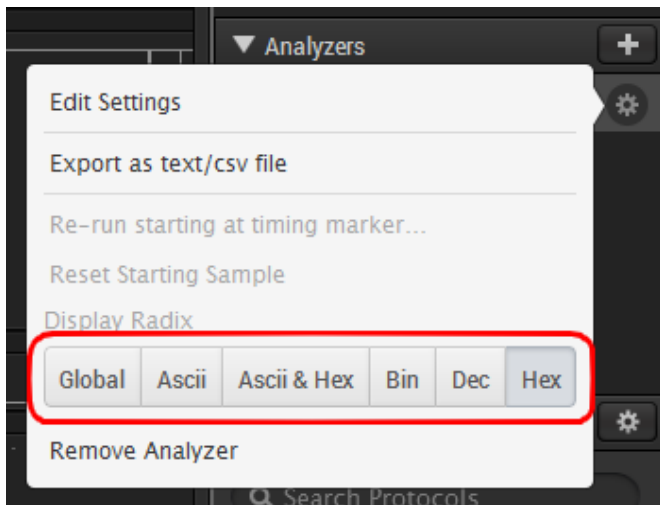 ▼ Analyzers +
Edit Settings
Export as text/csv file
Re-run starting at timing marker...
Reset Starting Sample
Display Radix
Global Ascii Ascii & Hex Bin Dec Hex
Remove Analyzer
Search Protocols